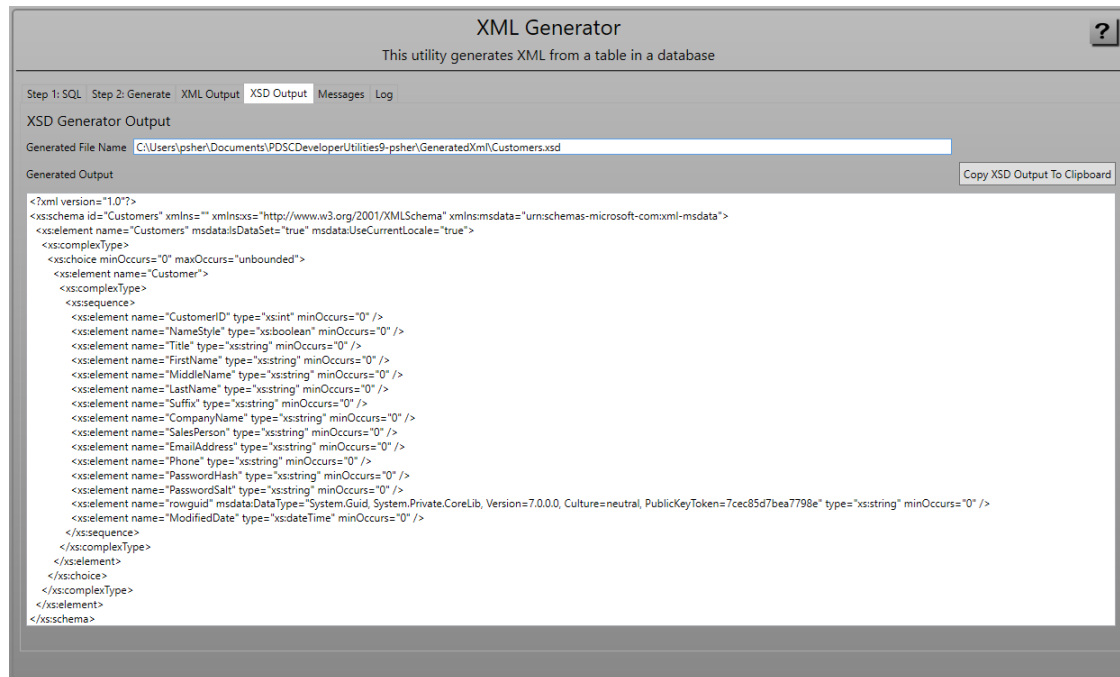 XML Generator
?
This utility generates XML from a table in a database
Step 1: SQL Step 2: Generate XML Output XSD Output Messages Log
XSD Generator Output
Generated File Name C:\Users\psher\Documents\PDSCDeveloperUtilities9-psher\GeneratedXml\Customers.xsd
Generated Output Copy XSD Output To Clipboard
<?xml version="1.0"?>
<xs:schema id="Customers" xmlns="" xmlns:xs="http://www.w3.org/2001/XMLSchema" xmlns:msdata="urn:schemas-microsoft-com:xml-msdata">
<xs:element name="Customers" msdata:IsDataSet="true" msdata:UseCurrentLocale="true">
<xs:complexType>
<xs:choice minOccurs="0" maxOccurs="unbounded">
<xs:element name="Customer">
<xs:complexType>
<xs:sequence>
<xs:element name="CustomerID" type="xs:int" minOccurs="0" />
<xs:element name="NameStyle" type="xs:boolean" minOccurs="0" />
<xs:element name="Title" type="xs:string" minOccurs="0" />
<xs:element name="FirstName" type="xs:string" minOccurs="0" />
<xs:element name="MiddleName" type="xs:string" minOccurs="0" />
<xs:element name="LastName" type="xs:string" minOccurs="0" />
<xs:element name="Suffix" type="xs:string" minOccurs="0" />
<xs:element name="CompanyName" type="xs:string" minOccurs="0" />
<xs:element name="SalesPerson" type="xs:string" minOccurs="0" />
<xs:element name="EmailAddress" type="xs:string" minOccurs="0" />
<xs:element name="Phone" type="xs:string" minOccurs="0" />
<xs:element name="PasswordHash" type="xs:string" minOccurs="0" />
<xs:element name="PasswordSalt" type="xs:string" minOccurs="0" />
<xs:element name="rowguid" msdata:DataType="System.Guid, System.Private.CoreLib, Version=7.0.0.0, Culture=neutral, PublicKeyToken=7cec85d7bea7798e" type="xs:string" minOccurs="0" />
<xs:element name="ModifiedDate" type="xs:dateTime" minOccurs="0" />
</xs:sequence>
</xs:complexType>
</xs:element>
</xs:choice>
</xs:complexType>
</xs:element>
</xs:schema>